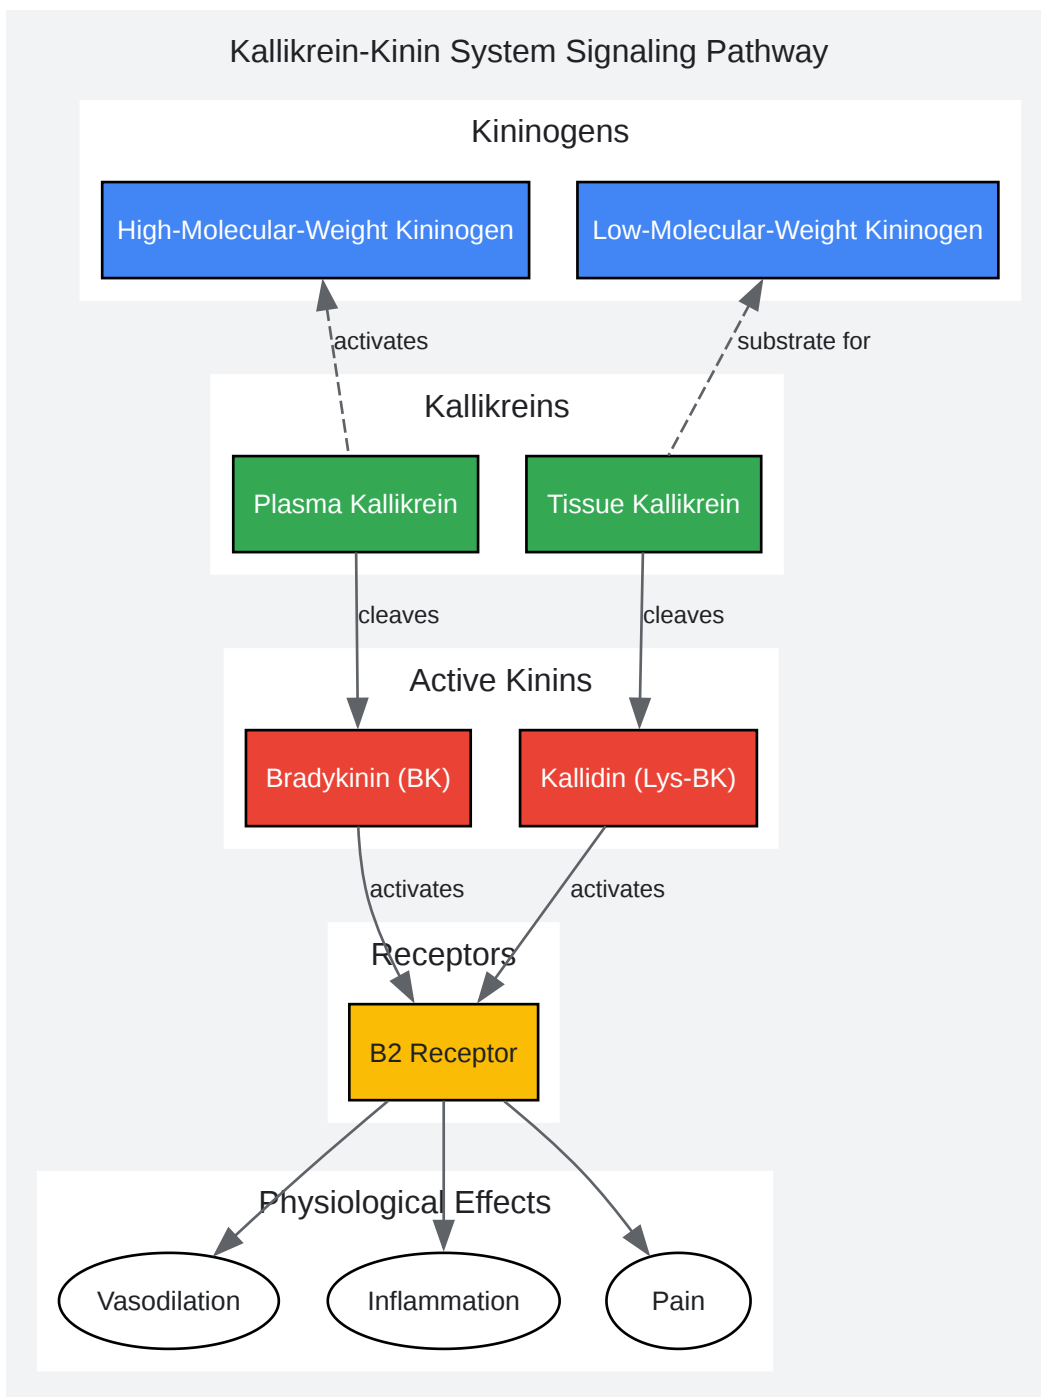 Kallikrein-Kinin System Signaling Pathway
Kininogens
High-Molecular-Weight Kininogen
Low-Molecular-Weight Kininogen
activates
substrate for
Kallikreins
Plasma Kallikrein
Tissue Kallikrein
cleaves
cleaves
Active Kinins
Bradykinin (BK)
Kallidin (Lys-BK)
activates
activates
Receptors
B2 Receptor
Physiological Effects
Vasodilation
Inflammation
Pain